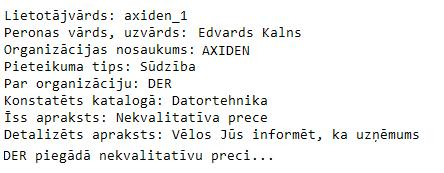 Lietotājvārds: axiden_1
Peronas vārds, uzvārds: Edvards Kalns
Organizācijas nosaukums: AXIDEN
Pieteikuma tips: Sūdzība
Par organizāciju: DER
Konstatēts katalogā: Datortehnika
Īss apraksts: Nekvalitatīva prece
Detalizēts apraksts: Vēlos Jūs informēt, ka uzņēmums
DER piegādā nekvalitatīvu preci...